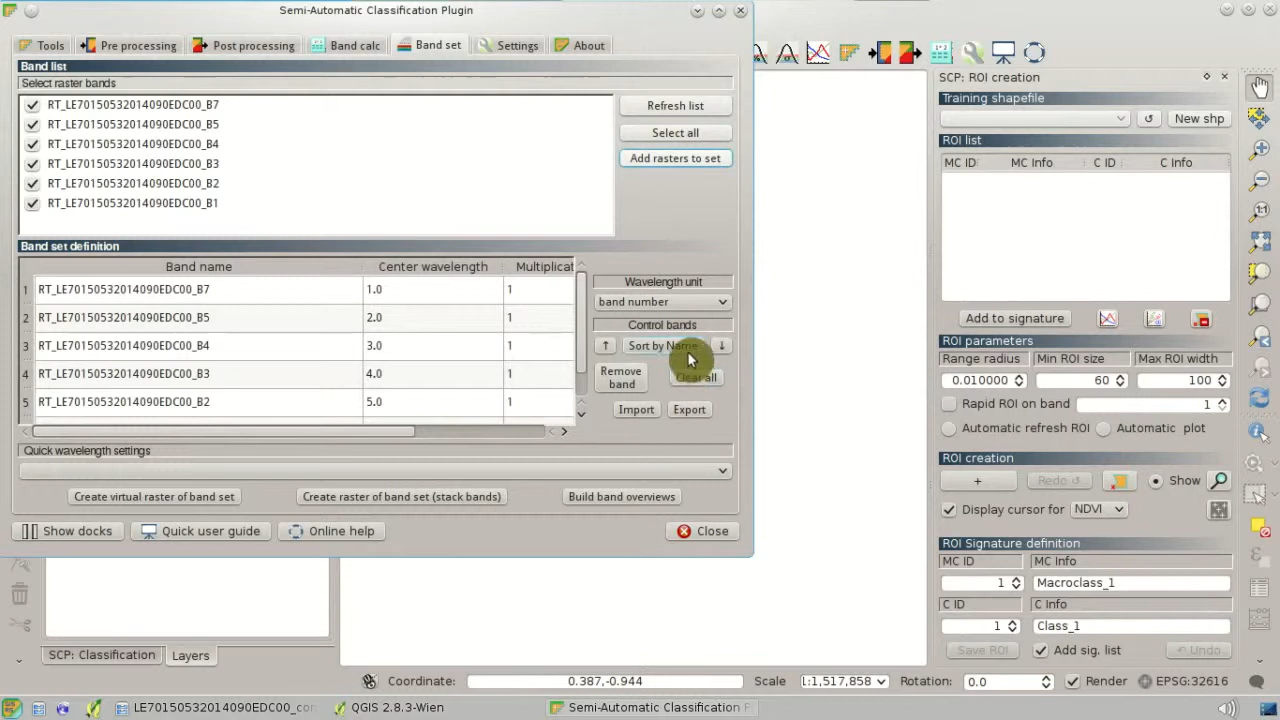 Semi-Automatic Classification Plugin
Tools
Pre processing
Post processing
Band calc
Band set
Settings
About
Band list
Select raster bands
RT_LE70150532014090EDC00_B7
RT_LE70150532014090EDC00_B5
RT_LE70150532014090EDC00_B4
RT_LE70150532014090EDC00_B3
RT_LE70150532014090EDC00_B2
RT_LE70150532014090EDC00_B1
Refresh list
Select all
Add rasters to set
Band set definition
Band name Center wavelength Multiplicat
1 RT_LE70150532014090EDC00_B7 1.0 1
2 RT_LE70150532014090EDC00_B5 2.0 1
3 RT_LE70150532014090EDC00_B4 3.0 1
4 RT_LE70150532014090EDC00_B3 4.0 1
5 RT_LE70150532014090EDC00_B2 5.0 1
Wavelength unit
band number
Control bands
↑ Sort by Name ↓
Remove band
Clear all
Import Export
Quick wavelength settings
Create virtual raster of band set
Create raster of band set (stack bands)
Build band overviews
Show docks
Quick user guide
Online help
Close
SCP: ROI creation
Training shapefile
New shp
ROI list
MC ID MC Info C ID C Info
Add to signature
ROI parameters
Range radius Min ROI size Max ROI width
0.010000 60 100
Rapid ROI on band 1
Automatic refresh ROI Automatic plot
ROI creation
+ Redo ↺ Show
Display cursor for NDVI
ROI Signature definition
MC ID MC Info
1 Macroclass_1
C ID C Info
1 Class_1
Save ROI Add sig. list Undo
SCP: Classification Layers
Coordinate: 0.387,-0.944 Scale 1:1,517,858 Rotation: 0.0 Render EPSG:32616
LE70150532014090EDC00_cor
QGIS 2.8.3-Wien
Semi-Automatic Classification P